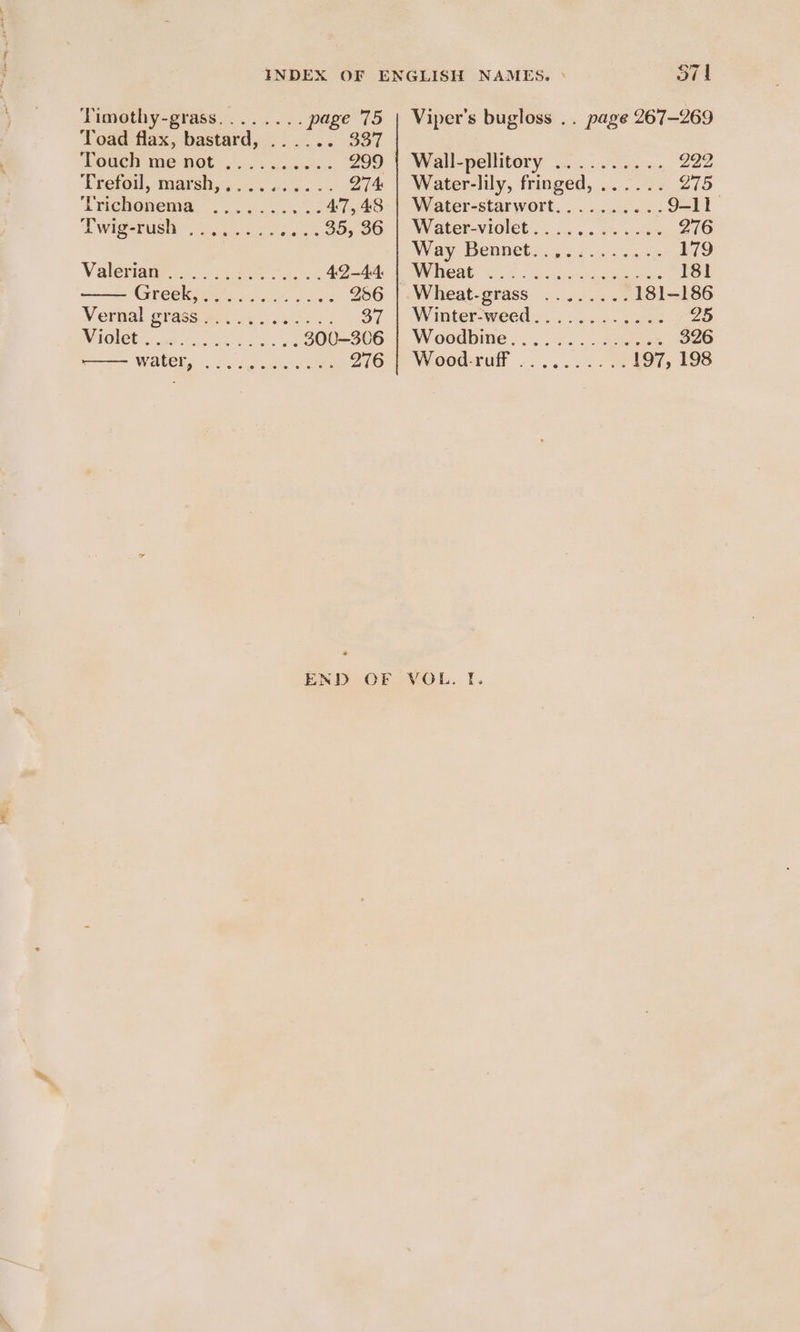 INDEX OF ENGLISH NAMES. 371
Timothy-grass........ page 75
Toad flax, bastard, ...... 337
Touch me not .......... 299
Trefoil, marsh,.......... 274
Trichonema .......... 47, 48
Twig-rush ............ 35, 36
Valerian .............. 42–44
—— Greek, ............ 256
Vernal grass ............ 37
Violet .............. 300–306
—— water, ............ 276
Viper's bugloss .. page 267–269
Wall-pellitory .......... 222
Water-lily, fringed, ...... 275
Water-starwort.......... 9–11
Water-violet............ 276
Way Bennet............ 179
Wheat ................ 181
Wheat-grass ........ 181–186
Winter-weed............ 25
Woodbine.............. 326
Wood-ruff .......... 197, 198
END OF VOL. I.